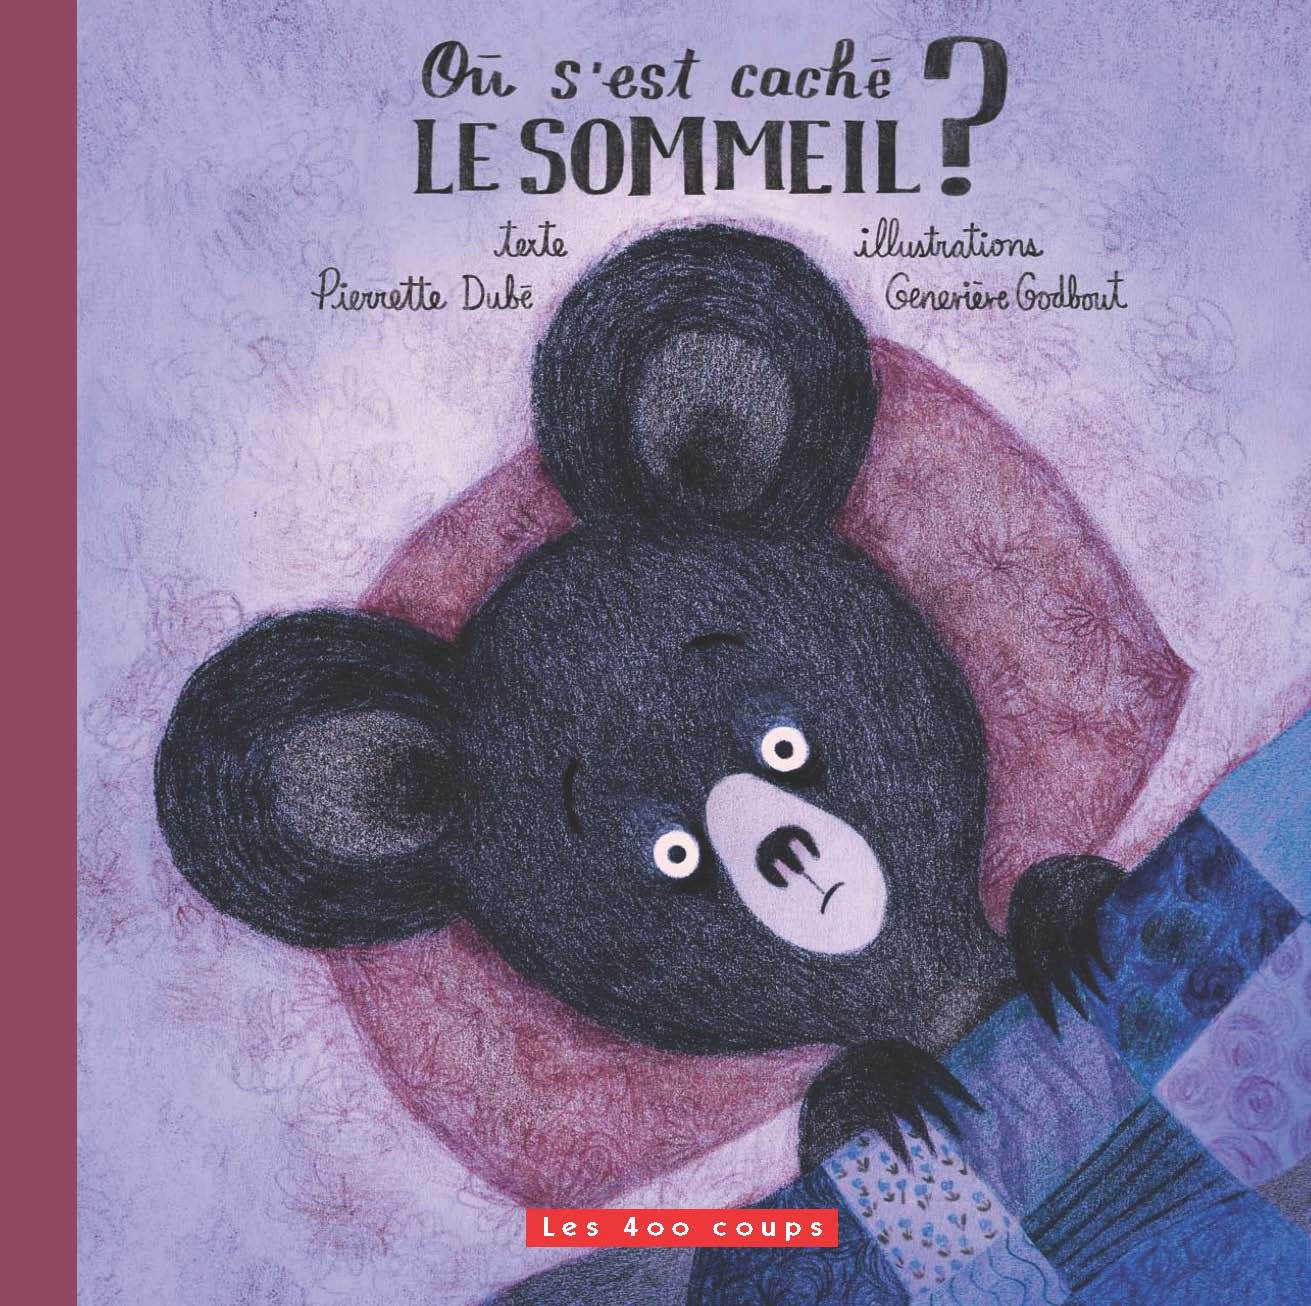 Où s'est caché
LE SOMMEIL ?
texte
Pierrette Dubé
illustrations
Geneviève Godbout
Les 400 coups